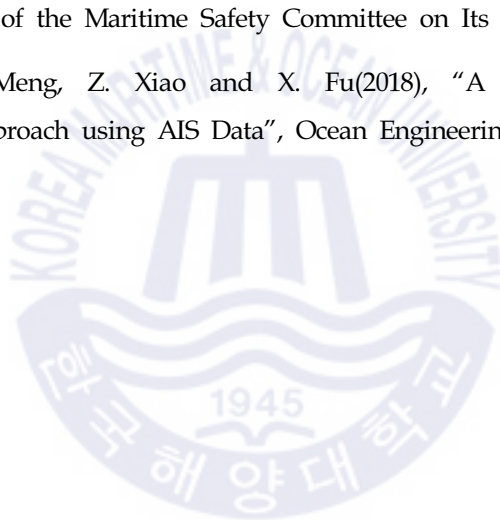 of the Maritime Safety Committee on Its
Meng, Z. Xiao and X. Fu(2018), “A
proach using AIS Data”, Ocean Engineerin
KOREA MARITIME & OCEAN UNIVERSITY
1945
한국해양대학교